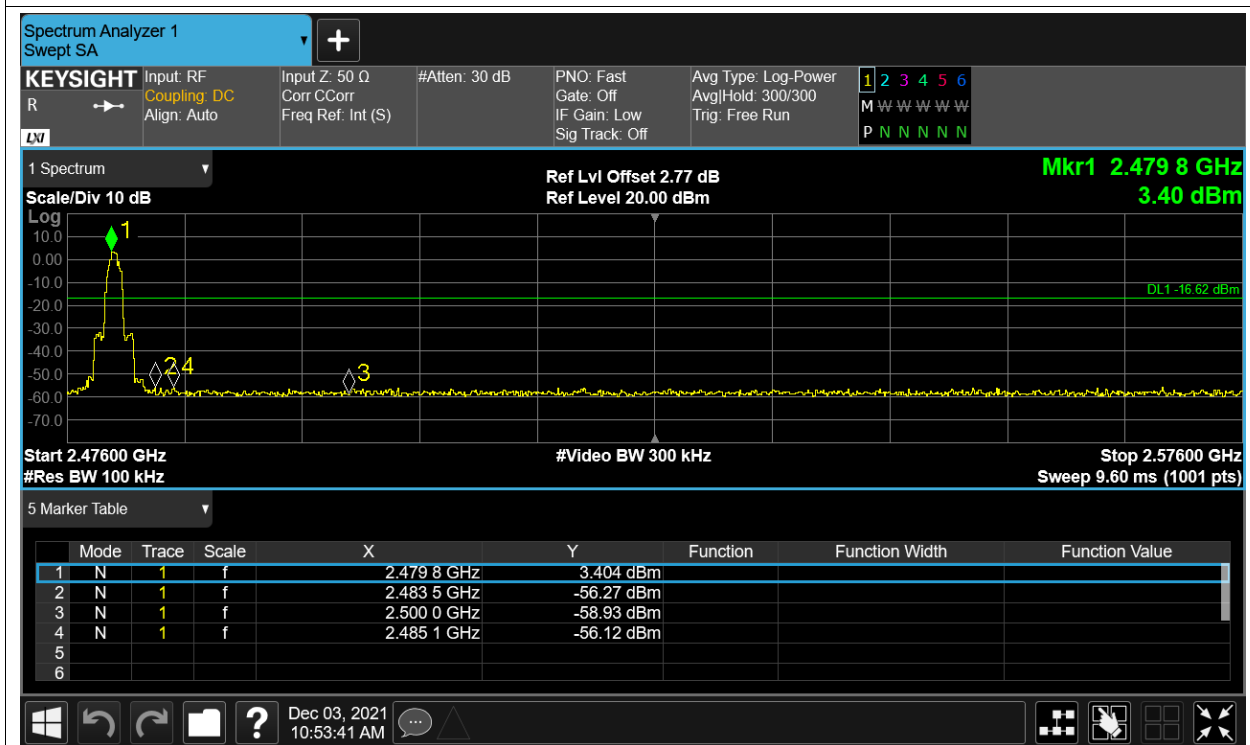 Spectrum Analyzer 1
Swept SA
+
KEYSIGHT Input: RF Input Z: 50 Ω #Atten: 30 dB PNO: Fast Avg Type: Log-Power 1 2 3 4 5 6
R Coupling: DC Corr CCorr Gate: Off Avg|Hold: 300/300 M W W W W W
Align: Auto Freq Ref: Int (S) IF Gain: Low Trig: Free Run
LXI Sig Track: Off P N N N N N
1 Spectrum Ref Lvl Offset 2.77 dB Mkr1 2.479 8 GHz
Scale/Div 10 dB Ref Level 20.00 dBm 3.40 dBm
Log
10.0 1
0.00
-10.0
DL1 -16.62 dBm
-20.0
-30.0
-40.0
-50.0 2 4 3
-60.0
-70.0
Start 2.47600 GHz #Video BW 300 kHz Stop 2.57600 GHz
#Res BW 100 kHz Sweep 9.60 ms (1001 pts)
5 Marker Table
Mode Trace Scale X Y Function Function Width Function Value
1 N 1 f 2.479 8 GHz 3.404 dBm
2 N 1 f 2.483 5 GHz -56.27 dBm
3 N 1 f 2.500 0 GHz -58.93 dBm
4 N 1 f 2.485 1 GHz -56.12 dBm
5
6
? Dec 03, 2021
10:53:41 AM